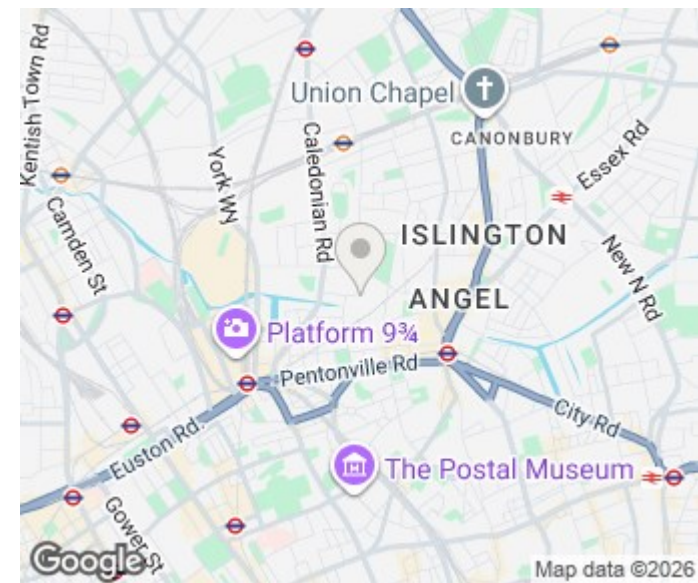 Kentish Town Rd
Camden St
York Wy
Caledonian Rd
Union Chapel
CANONBURY
Essex Rd
ISLINGTON
New N Rd
ANGEL
Platform 9¾
Pentonville Rd
City Rd
Euston Rd.
The Postal Museum
Gower St
Google
Map data ©2026